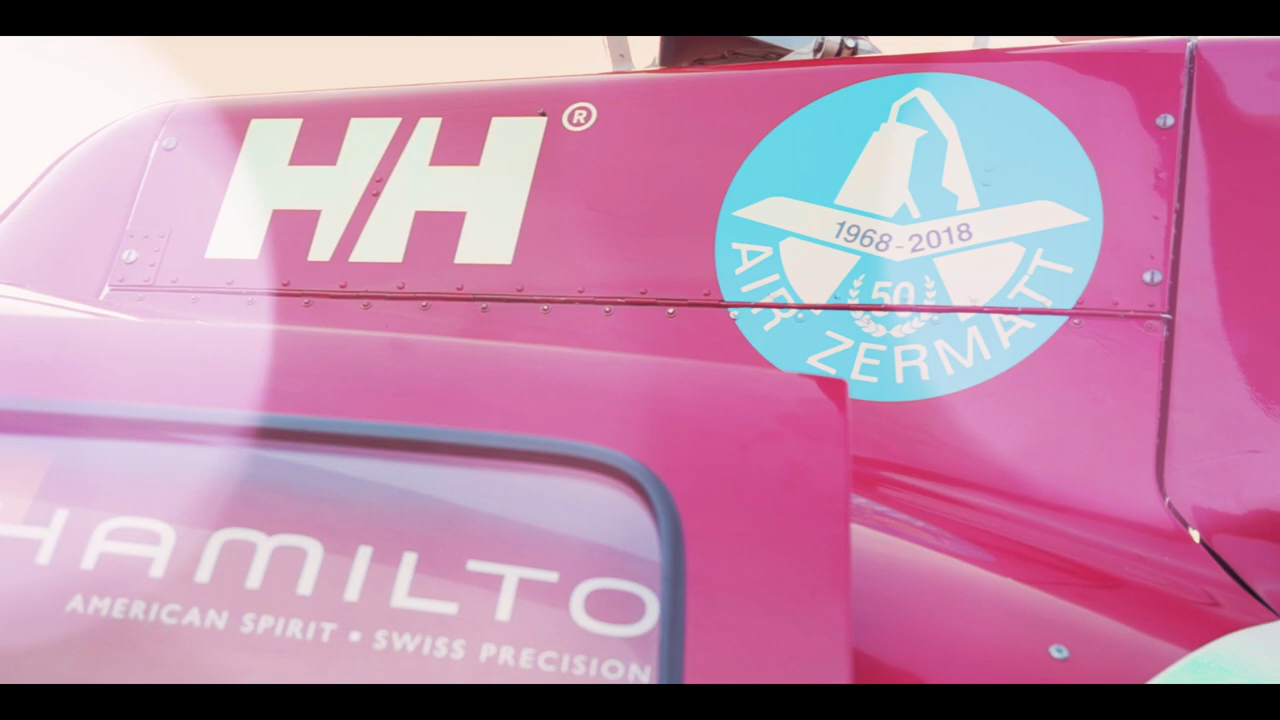 HH®
1968-2018
50
AIR ZERMATT
HAMILTO
AMERICAN SPIRIT • SWISS PRECISION